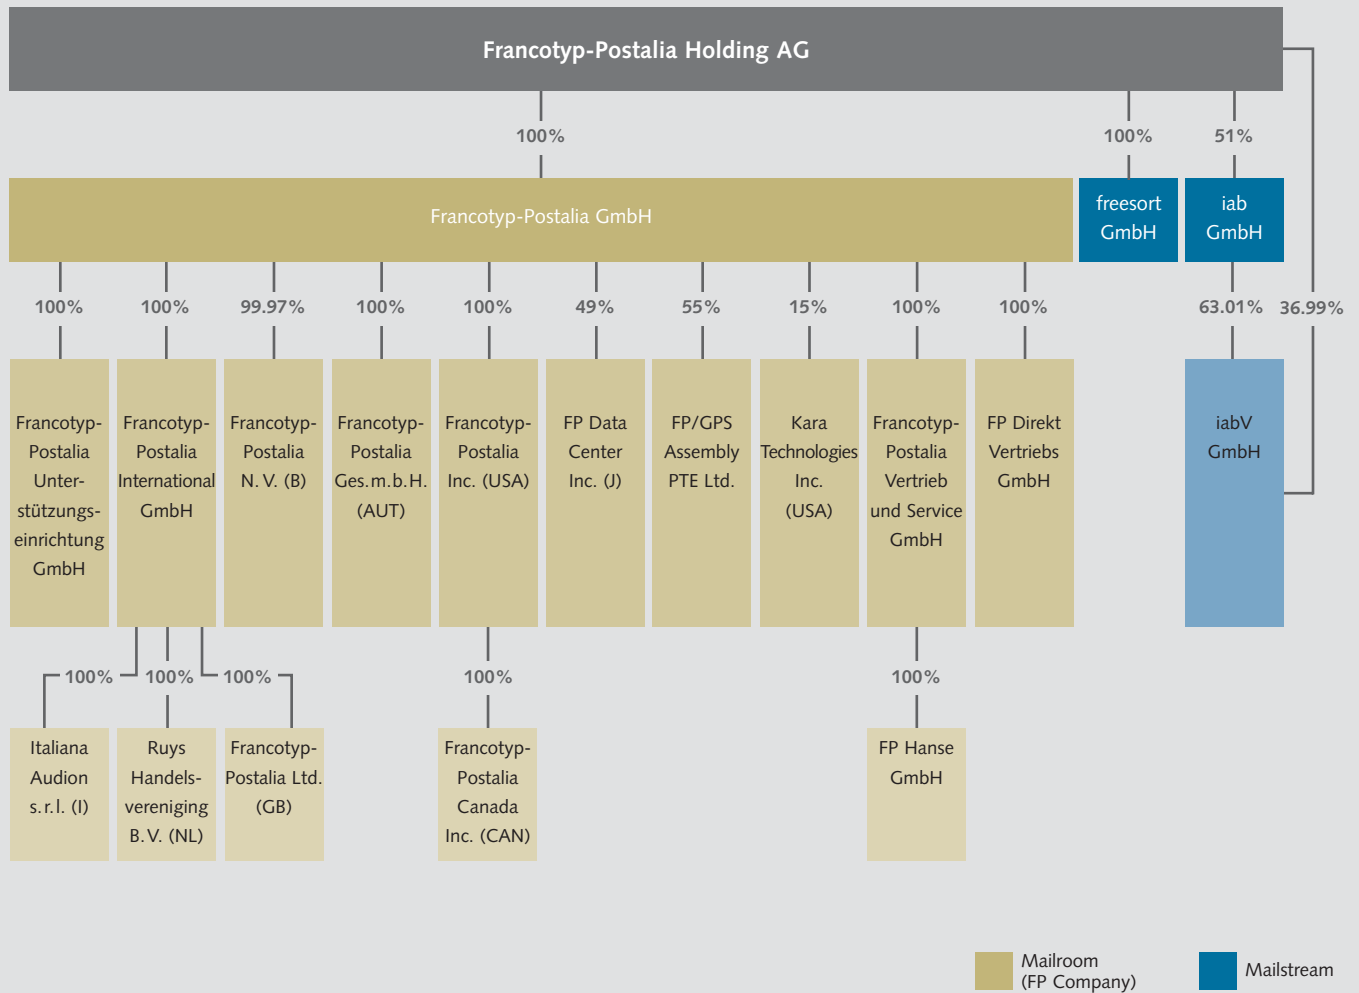 Francotyp-Postalia Holding AG
100%
100%
51%
Francotyp-Postalia GmbH
freesort
GmbH
iab
GmbH
100%
100%
99.97%
100%
100%
49%
55%
15%
100%
100%
63.01%
36.99%
Francotyp-
Postalia
Unter-
stützungs-
einrichtung
GmbH
Francotyp-
Postalia
International
GmbH
Francotyp-
Postalia
N. V. (B)
Francotyp-
Postalia
Ges.m.b.H.
(AUT)
Francotyp-
Postalia
Inc. (USA)
FP Data
Center
Inc. (J)
FP/GPS
Assembly
PTE Ltd.
Kara
Technologies
Inc.
(USA)
Francotyp-
Postalia
Vertrieb
und Service
GmbH
FP Direkt
Vertriebs
GmbH
iabV
GmbH
100%
100%
100%
100%
100%
Italiana
Audion
s.r.l. (I)
Ruys
Handels-
vereniging
B.V. (NL)
Francotyp-
Postalia Ltd.
(GB)
Francotyp-
Postalia
Canada
Inc. (CAN)
FP Hanse
GmbH
Mailroom
(FP Company)
Mailstream